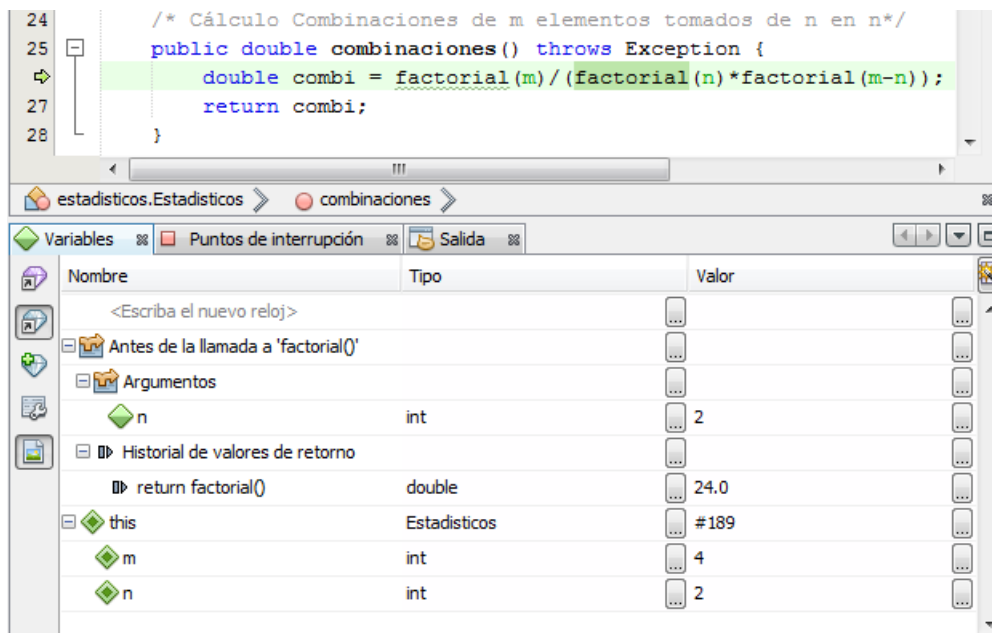 24 /* Cálculo Combinaciones de m elementos tomados de n en n*/
25 public double combinaciones() throws Exception {
double combi = factorial(m)/(factorial(n)*factorial(m-n));
27 return combi;
28 }
estadisticos.Estadisticos combinaciones
Variables Puntos de interrupción Salida
Nombre Tipo Valor
<Escriba el nuevo reloj>
Antes de la llamada a 'factorial()'
Argumentos
n int ... 2 ...
Historial de valores de retorno
return factorial() double ... 24.0 ...
this Estadisticos ... #189 ...
m int ... 4 ...
n int ... 2 ...